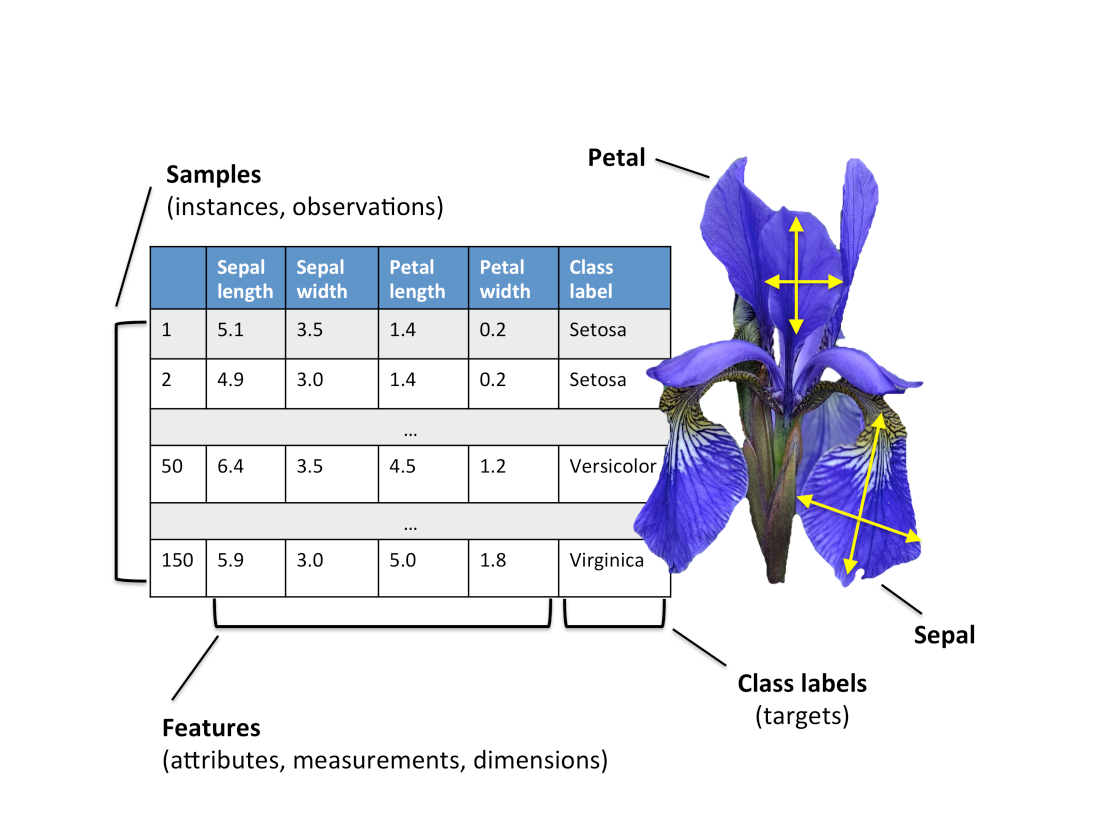 Petal
Samples
(instances, observations)
Sepal length Sepal width Petal length Petal width Class label
1 5.1 3.5 1.4 0.2 Setosa
2 4.9 3.0 1.4 0.2 Setosa
…
50 6.4 3.5 4.5 1.2 Versicolor
…
150 5.9 3.0 5.0 1.8 Virginica
Sepal
Class labels
(targets)
Features
(attributes, measurements, dimensions)